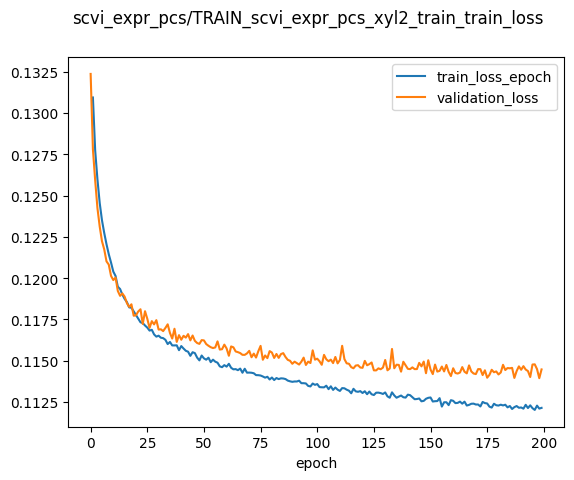 scvi_expr_pcs/TRAIN_scvi_expr_pcs_xyl2_train_train_loss
train_loss_epoch
validation_loss
0.1325
0.1300
0.1275
0.1250
0.1225
0.1200
0.1175
0.1150
0.1125
0 25 50 75 100 125 150 175 200
epoch